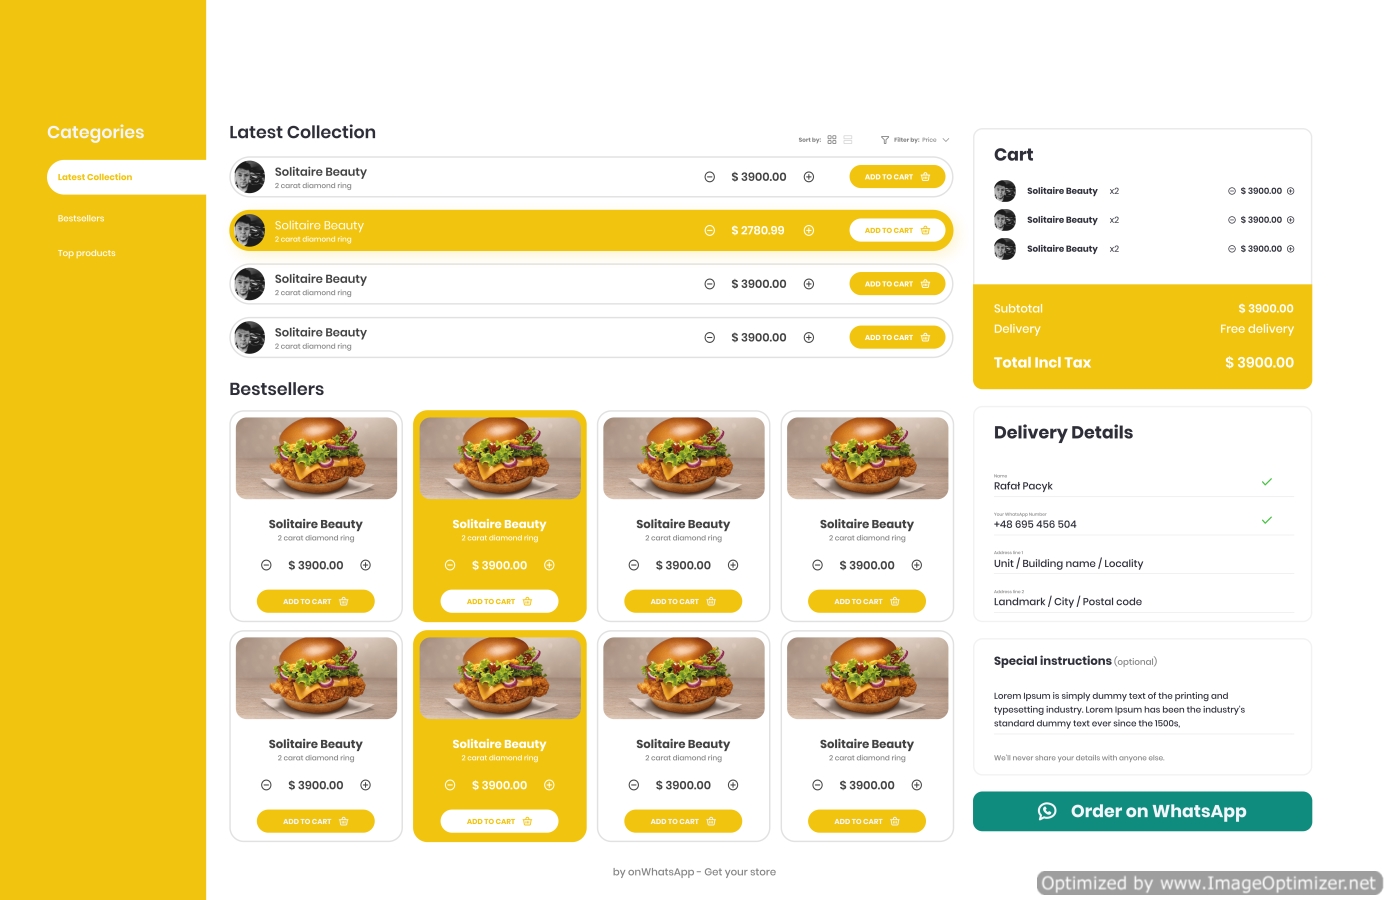 Categories
Latest Collection
Bestsellers
Top products
Latest Collection
Sort by:
Filter by: Price
Solitaire Beauty
2 carat diamond ring
$ 3900.00
ADD TO CART
Solitaire Beauty
2 carat diamond ring
$ 2780.99
ADD TO CART
Solitaire Beauty
2 carat diamond ring
$ 3900.00
ADD TO CART
Solitaire Beauty
2 carat diamond ring
$ 3900.00
ADD TO CART
Bestsellers
Solitaire Beauty
2 carat diamond ring
$ 3900.00
ADD TO CART
Solitaire Beauty
2 carat diamond ring
$ 3900.00
ADD TO CART
Solitaire Beauty
2 carat diamond ring
$ 3900.00
ADD TO CART
Solitaire Beauty
2 carat diamond ring
$ 3900.00
ADD TO CART
Solitaire Beauty
2 carat diamond ring
$ 3900.00
ADD TO CART
Solitaire Beauty
2 carat diamond ring
$ 3900.00
ADD TO CART
Solitaire Beauty
2 carat diamond ring
$ 3900.00
ADD TO CART
Solitaire Beauty
2 carat diamond ring
$ 3900.00
ADD TO CART
by onWhatsApp - Get your store
Cart
Solitaire Beauty x2 $ 3900.00
Solitaire Beauty x2 $ 3900.00
Solitaire Beauty x2 $ 3900.00
Subtotal $ 3900.00
Delivery Free delivery
Total Incl Tax $ 3900.00
Delivery Details
Name
Rafał Pacyk
Your WhatsApp Number
+48 695 456 504
Address line 1
Unit / Building name / Locality
Address line 2
Landmark / City / Postal code
Special instructions (optional)
Lorem Ipsum is simply dummy text of the printing and
typesetting industry. Lorem Ipsum has been the industry's
standard dummy text ever since the 1500s,
We'll never share your details with anyone else.
Order on WhatsApp
Optimized by www.ImageOptimizer.net